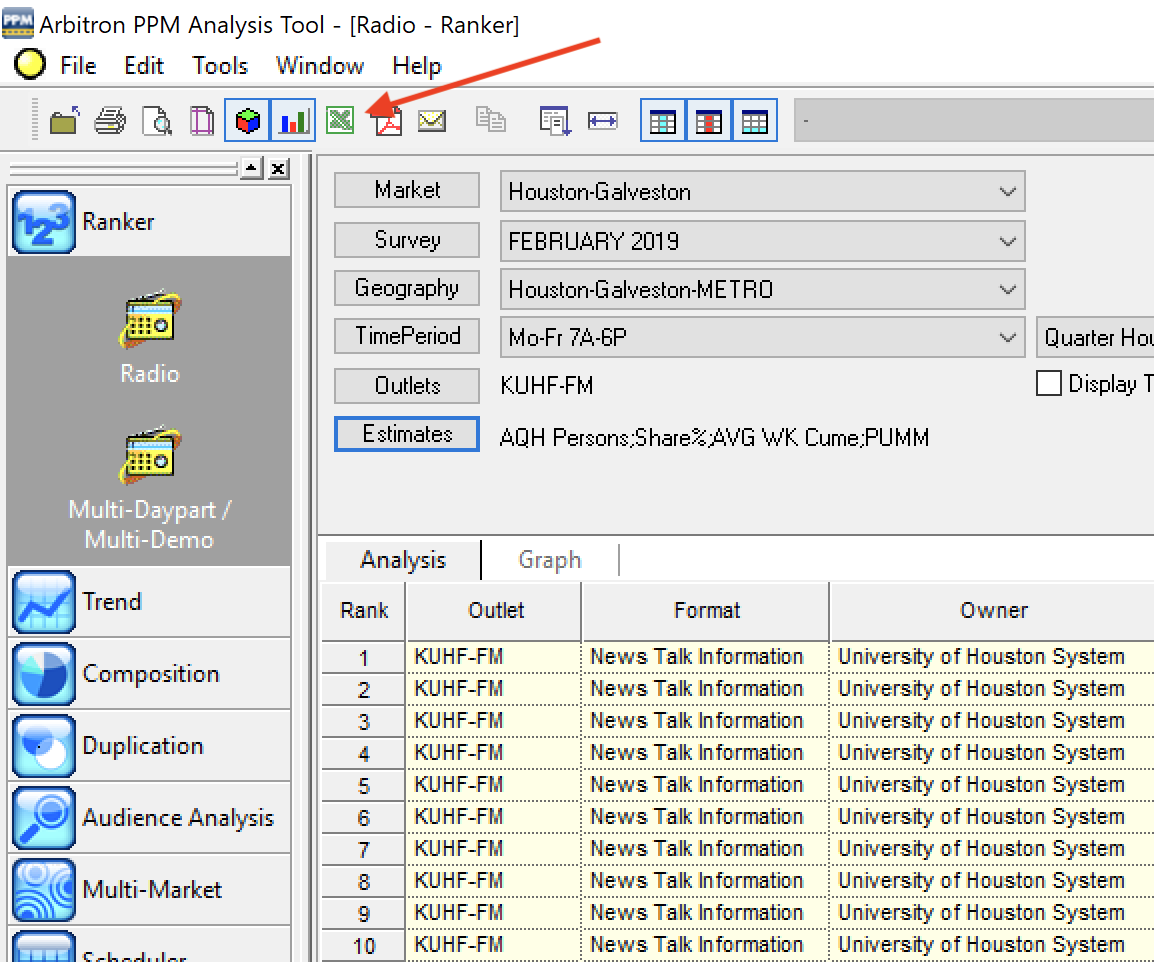 PPM Arbitron PPM Analysis Tool - [Radio - Ranker]
File Edit Tools Window Help
-
Ranker
Radio
Multi-Daypart /
Multi-Demo
Trend
Composition
Duplication
Audience Analysis
Multi-Market
Scheduler
Market Houston-Galveston
Survey FEBRUARY 2019
Geography Houston-Galveston-METRO
TimePeriod Mo-Fr 7A-6P Quarter Hou
Outlets KUHF-FM Display T
Estimates AQH Persons;Share%;AVG WK Cume;PUMM
Analysis Graph
Rank Outlet Format Owner
1 KUHF-FM News Talk Information University of Houston System
2 KUHF-FM News Talk Information University of Houston System
3 KUHF-FM News Talk Information University of Houston System
4 KUHF-FM News Talk Information University of Houston System
5 KUHF-FM News Talk Information University of Houston System
6 KUHF-FM News Talk Information University of Houston System
7 KUHF-FM News Talk Information University of Houston System
8 KUHF-FM News Talk Information University of Houston System
9 KUHF-FM News Talk Information University of Houston System
10 KUHF-FM News Talk Information University of Houston System